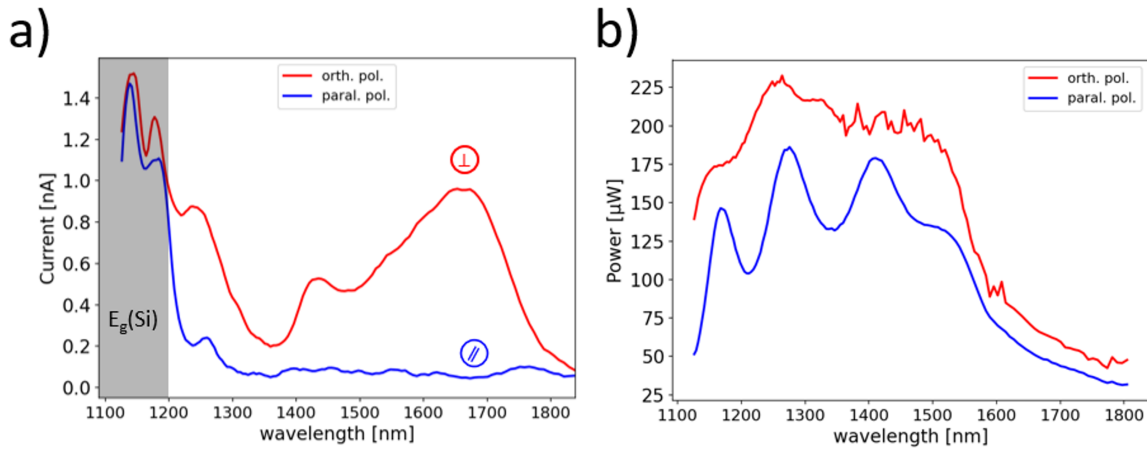 a)
orth. pol.
paral. pol.
1.4
1.2
1.0
0.8
0.6
0.4
0.2
0.0
Current [nA]
⊥
//
Eg(Si)
1100 1200 1300 1400 1500 1600 1700 1800
wavelength [nm]
b)
orth. pol.
paral. pol.
225
200
175
150
125
100
75
50
25
Power [μW]
1100 1200 1300 1400 1500 1600 1700 1800
wavelength [nm]